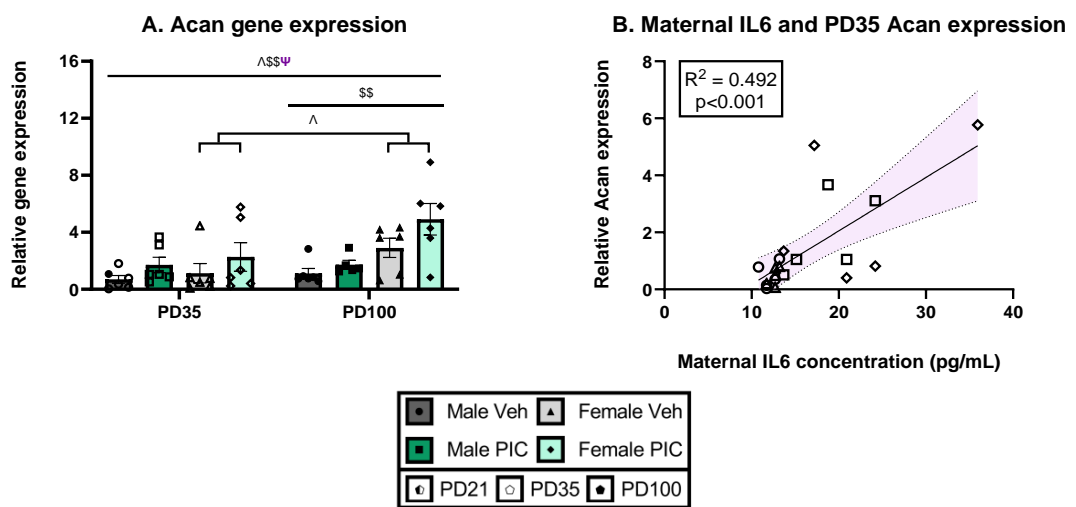 A. Acan gene expression
B. Maternal IL6 and PD35 Acan expression
Relative gene expression
16
12
8
4
0
Λ$$Ψ
$$
Λ
PD35
PD100
Relative Acan expression
8
6
4
2
0
R² = 0.492
p<0.001
0
10
20
30
40
Maternal IL6 concentration (pg/mL)
Male Veh
Female Veh
Male PIC
Female PIC
PD21
PD35
PD100